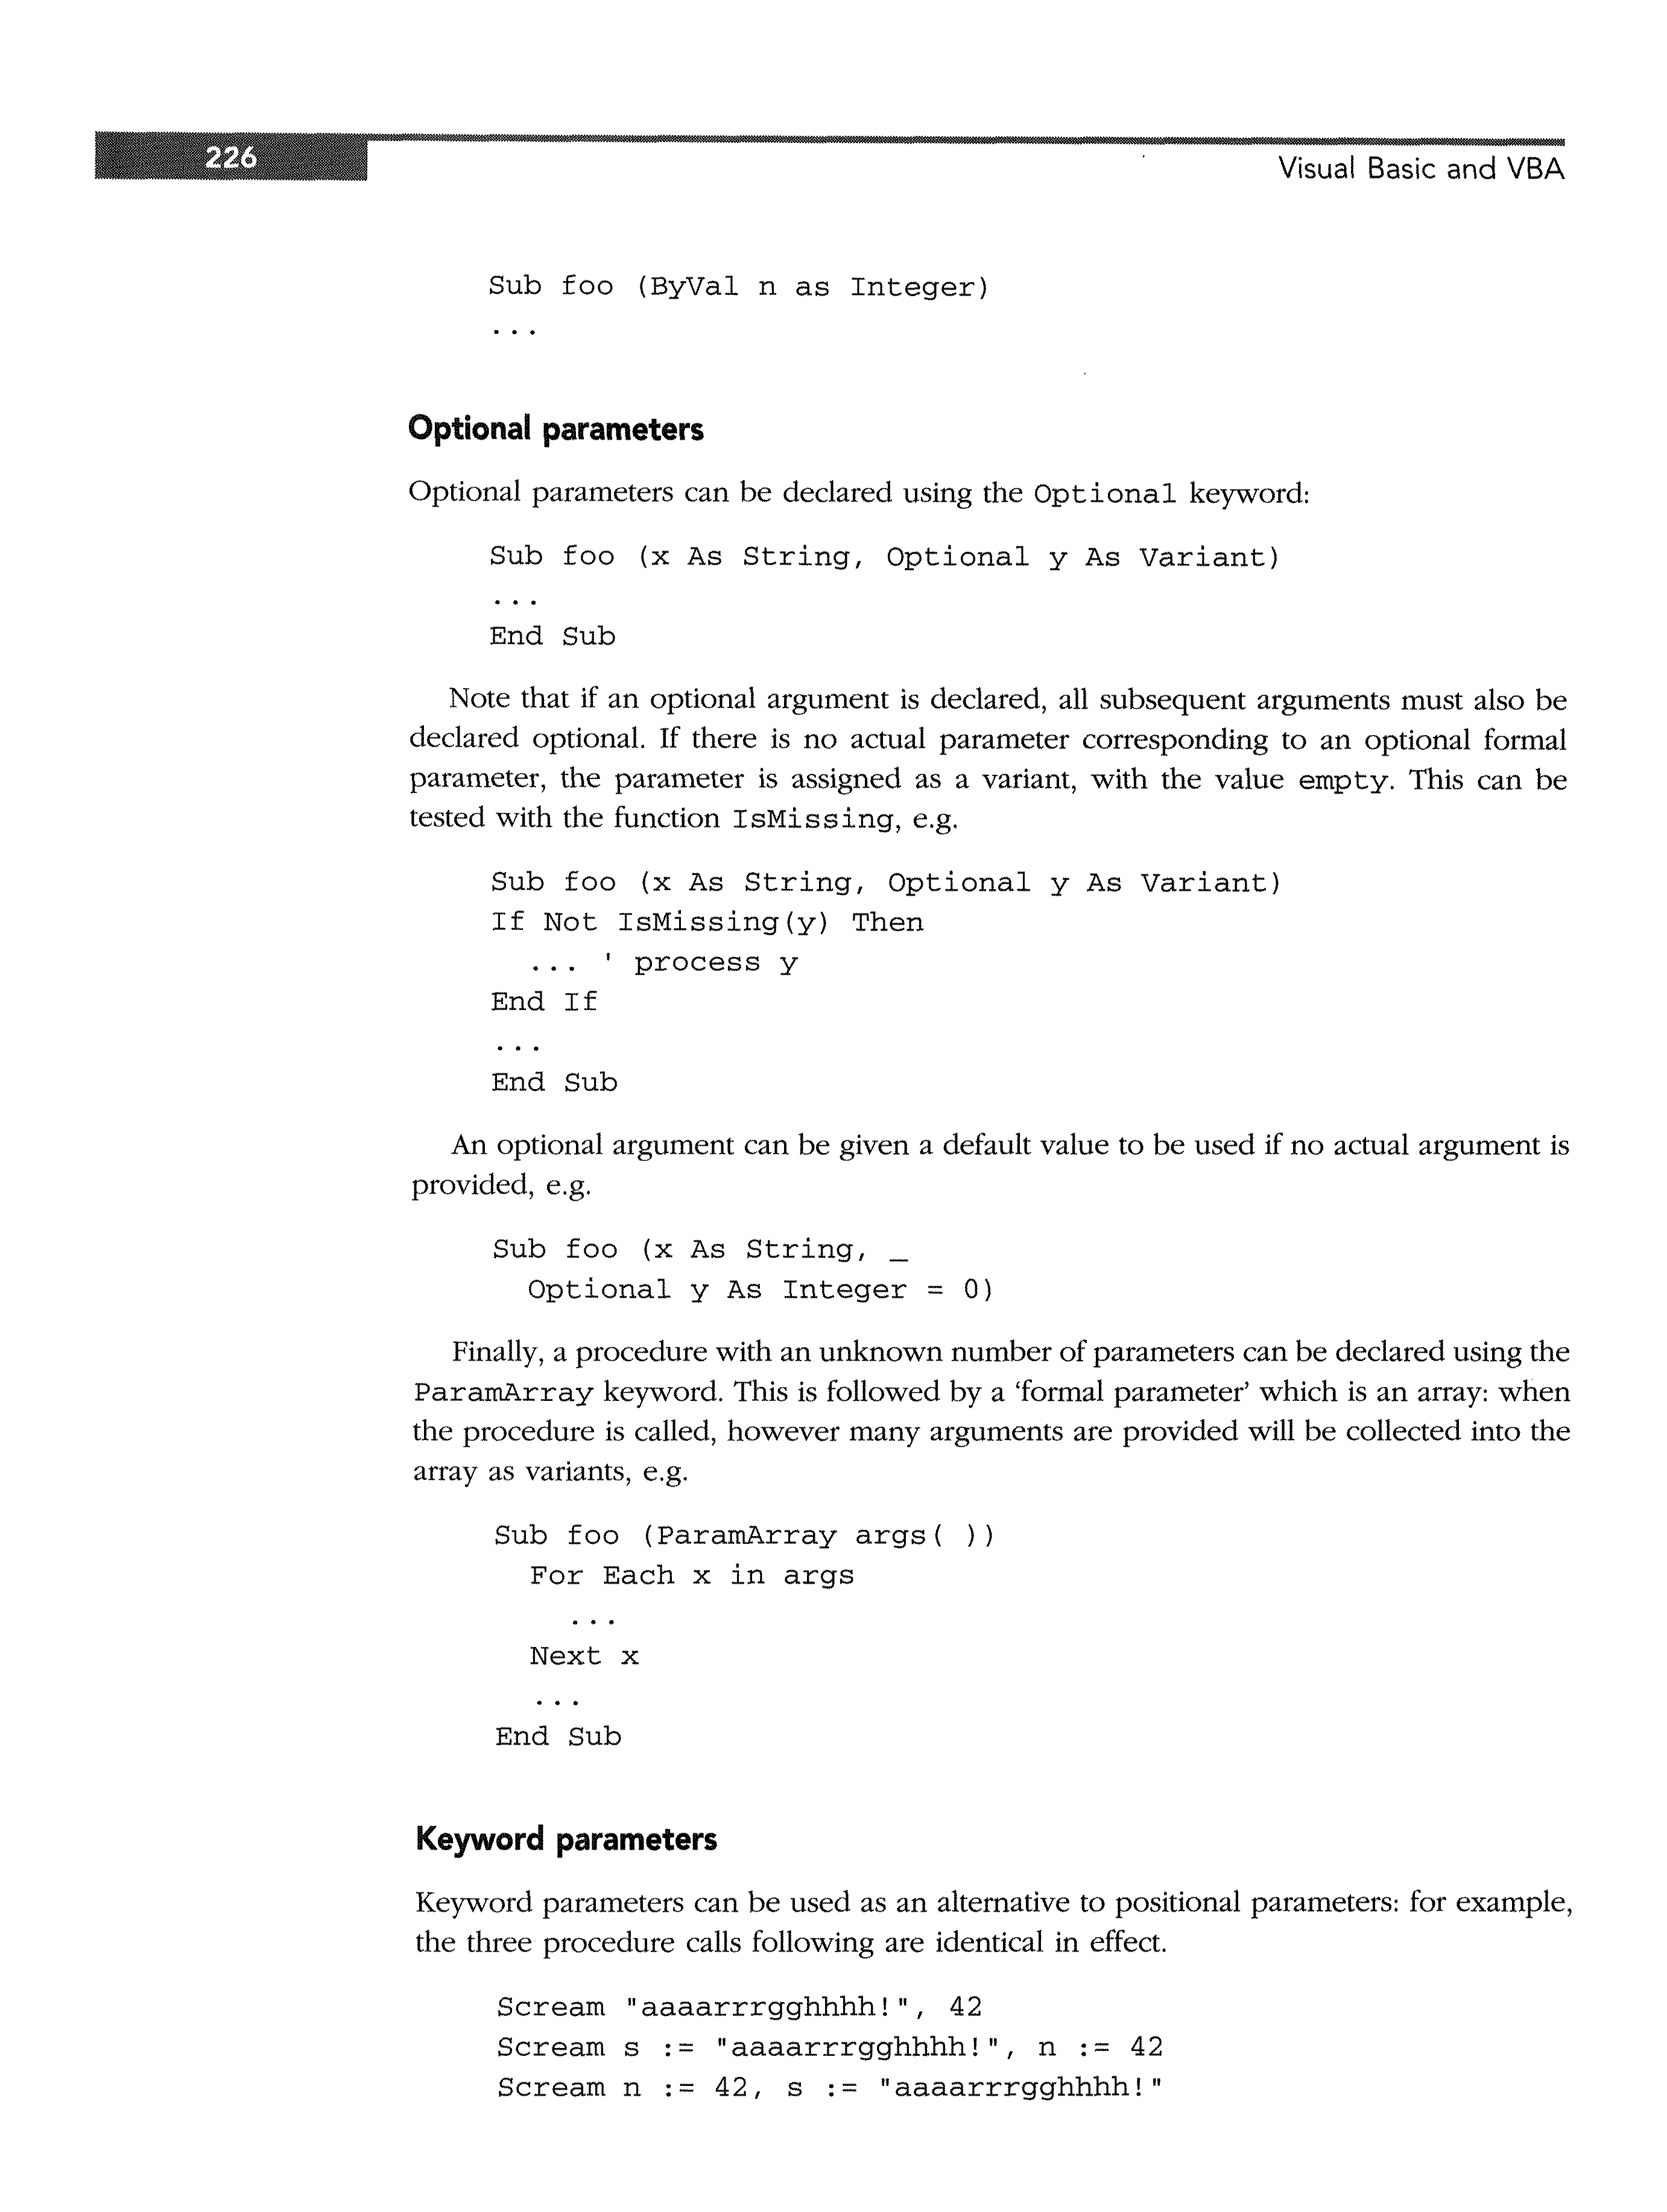 226
Visual Basic and VBA
Sub foo (ByVal n as Integer)
...
Optional parameters
Optional parameters can be declared using the Optional keyword:
Sub foo (x As String, Optional y As Variant)
...
End Sub
Note that if an optional argument is declared, all subsequent arguments must also be
declared optional. If there is no actual parameter corresponding to an optional formal
parameter, the parameter is assigned as a variant, with the value empty. This can be
tested with the function IsMissing, e.g.
Sub foo (x As String, Optional y As Variant)
If Not IsMissing(y) Then
... ' process y
End If
...
End Sub
An optional argument can be given a default value to be used if no actual argument is
provided, e.g.
Sub foo (x As String, _
Optional y As Integer = 0)
Finally, a procedure with an unknown number of parameters can be declared using the
ParamArray keyword. This is followed by a ‘formal parameter’ which is an array: when
the procedure is called, however many arguments are provided will be collected into the
array as variants, e.g.
Sub foo (ParamArray args( ))
For Each x in args
...
Next x
...
End Sub
Keyword parameters
Keyword parameters can be used as an alternative to positional parameters: for example,
the three procedure calls following are identical in effect.
Scream "aaaarrrgghhhh!", 42
Scream s := "aaaarrrgghhhh!", n := 42
Scream n := 42, s := "aaaarrrgghhhh!"